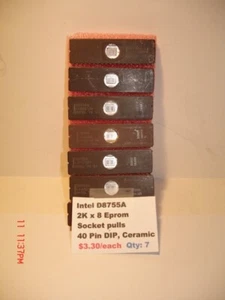 Intel D8755A
2K x 8 Eprom
Socket pulls
40 Pin DIP, Ceramic
$3.30/each Qty: 7
11 11:37PM